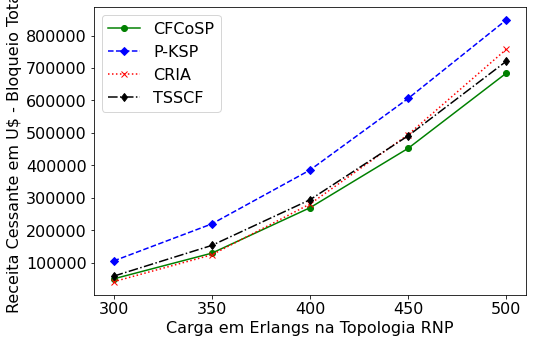 Receita Cessante em U$ - Bloqueio Tota
800000
700000
600000
500000
400000
300000
200000
100000
CFCoSP
P-KSP
CRIA
TSSCF
300 350 400 450 500
Carga em Erlangs na Topologia RNP